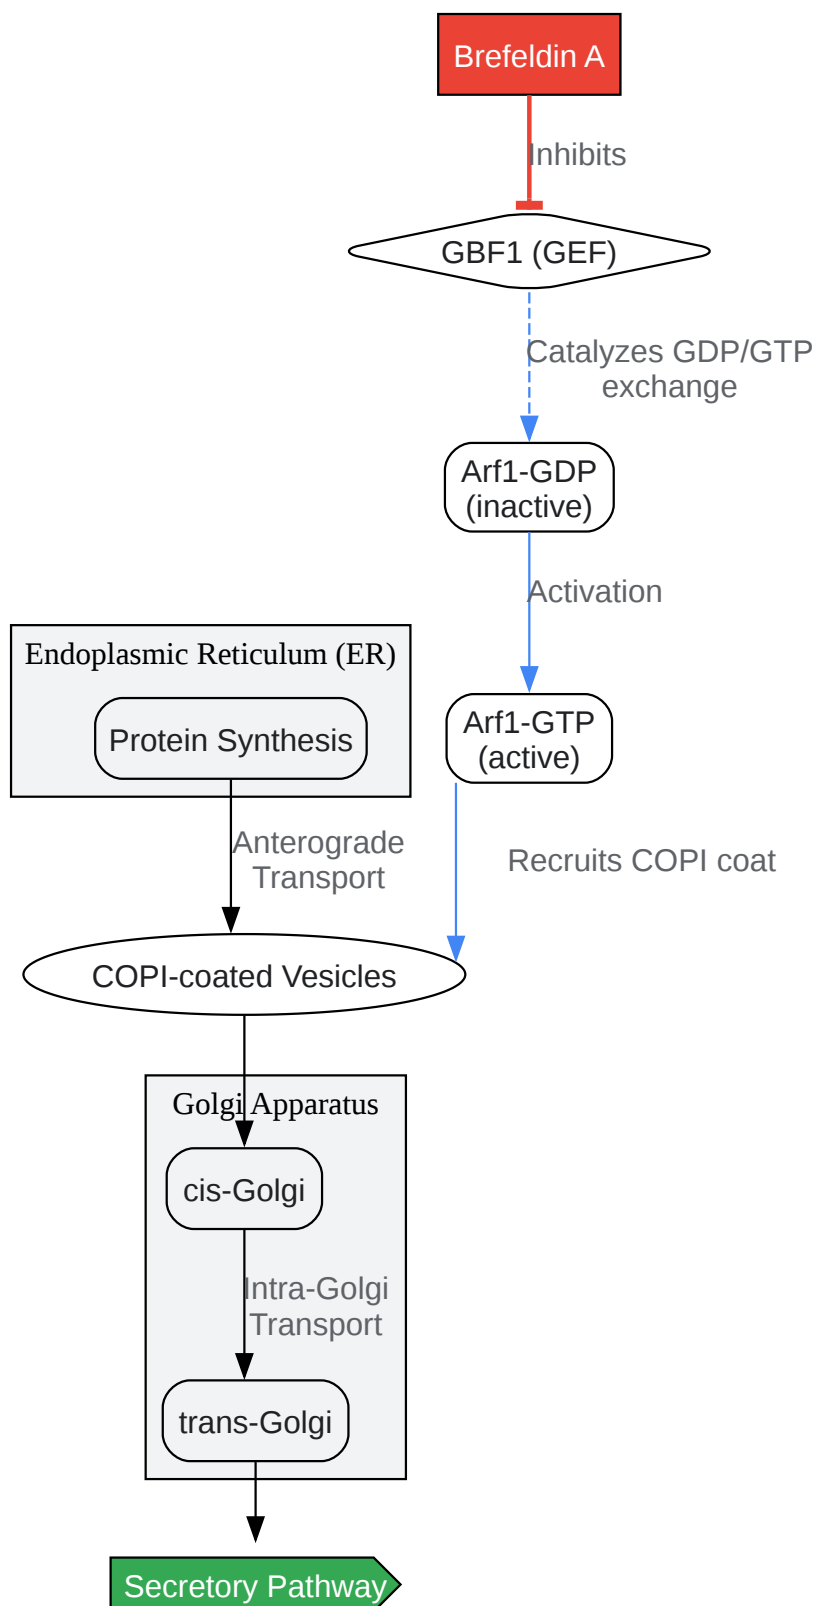 Brefeldin A
Inhibits
GBF1 (GEF)
Catalyzes GDP/GTP
exchange
Arf1-GDP
(inactive)
Activation
Endoplasmic Reticulum (ER)
Protein Synthesis
Arf1-GTP
(active)
Anterograde
Transport
Recruits COPI coat
COPI-coated Vesicles
Golgi Apparatus
cis-Golgi
Intra-Golgi
Transport
trans-Golgi
Secretory Pathway